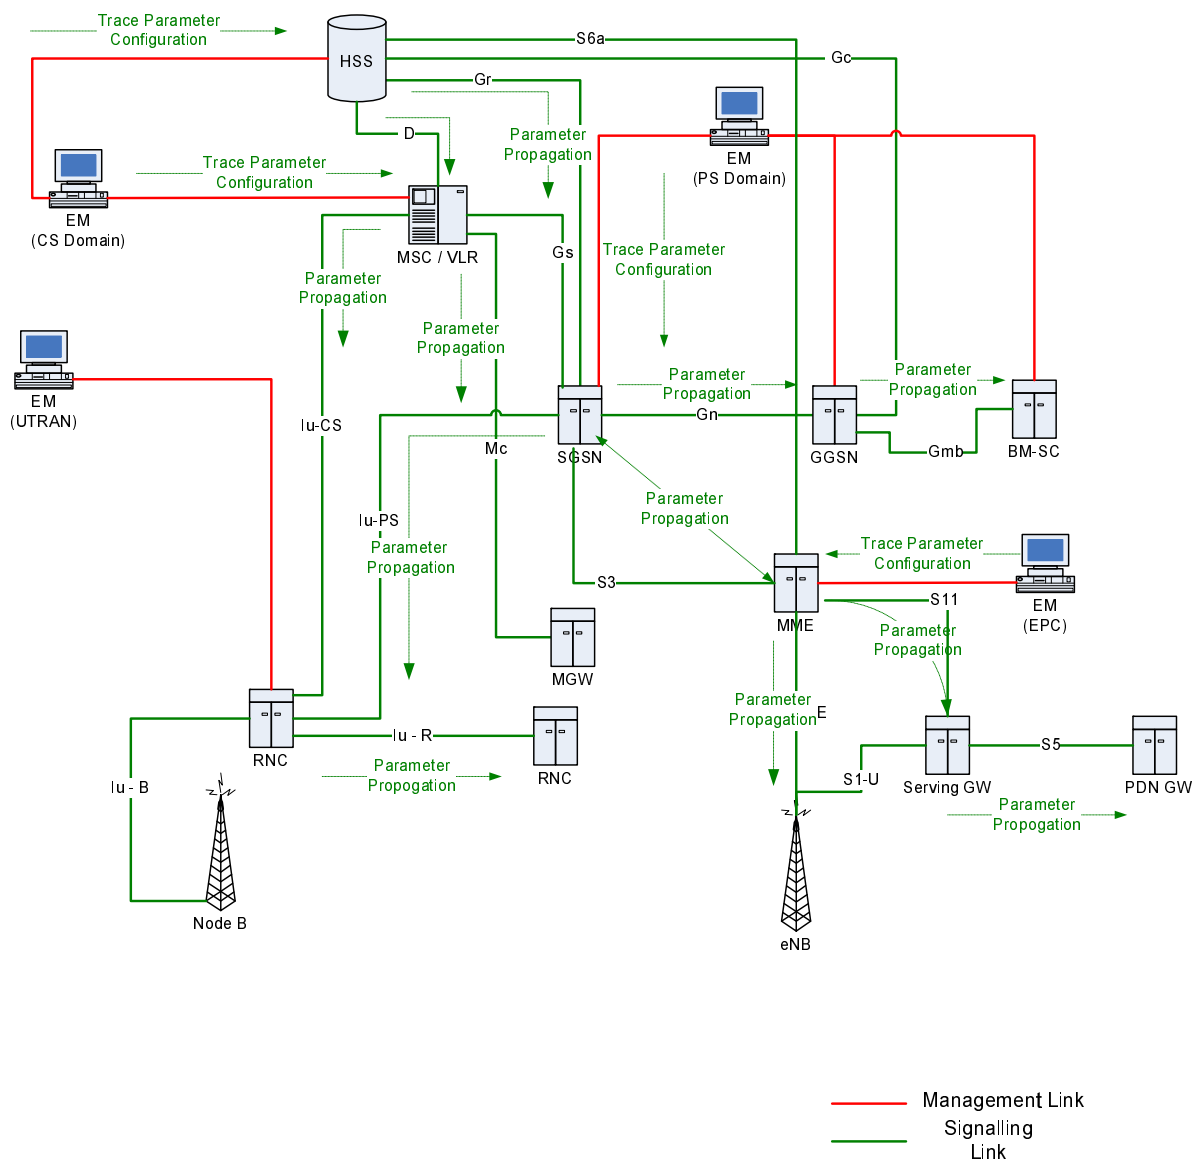 Trace Parameter
Configuration
HSS
S6a
Gc
Gr
D
Parameter
Propagation
EM
(PS Domain)
Trace Parameter
Configuration
EM
(CS Domain)
MSC / VLR
Gs
Trace Parameter
Configuration
Parameter
Propagation
Parameter
Propagation
EM
(UTRAN)
Parameter
Propagation
Parameter
Propagation
Iu-CS
Gn
Mc
SGSN
GGSN
Gmb
BM-SC
Parameter
Propagation
Iu-PS
Parameter
Propagation
Trace Parameter
Configuration
S3
MME
S11
EM
(EPC)
Parameter
Propagation
MGW
Parameter
Propagation
E
RNC
Iu - R
RNC
Parameter
Propogation
Iu - B
S1-U
S5
Serving GW
PDN GW
Parameter
Propogation
Node B
eNB
Management Link
Signalling
Link